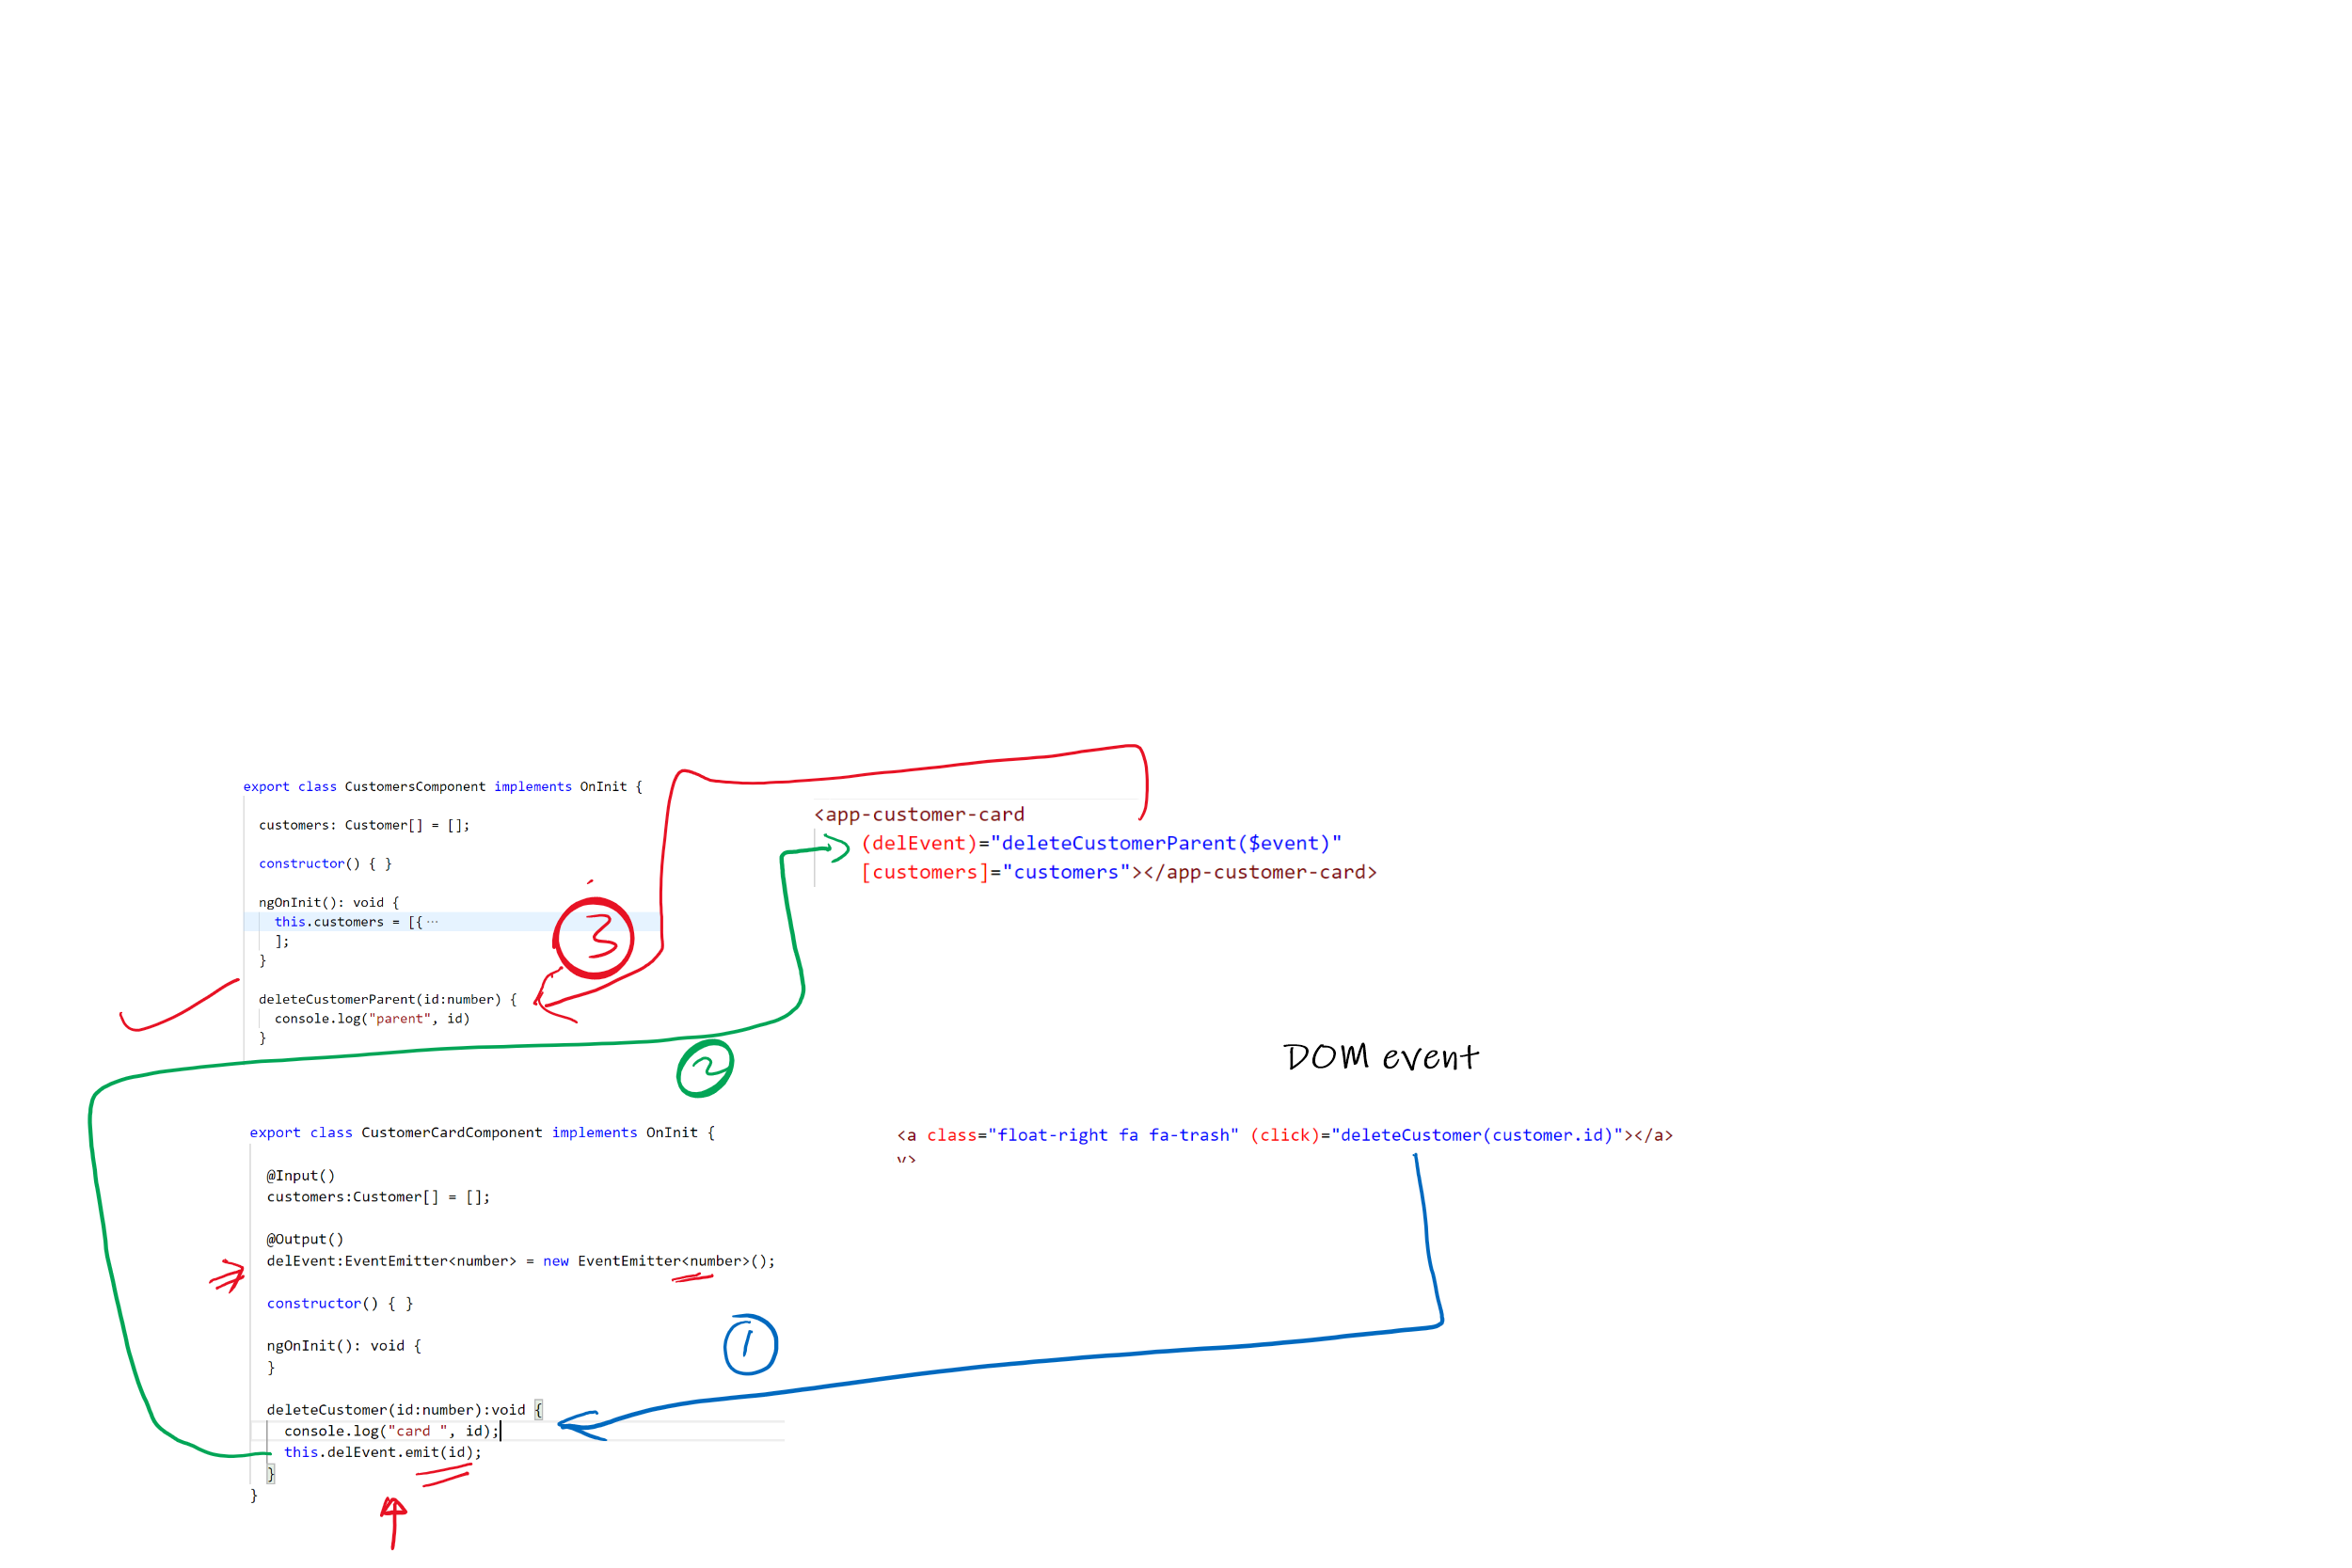 export class CustomersComponent implements OnInit {
customers: Customer[] = [];
constructor() { }
ngOnInit(): void {
this.customers = [{ ...
];
}
deleteCustomerParent(id:number) {
console.log("parent", id)
}
3
<app-customer-card
(delEvent)="deleteCustomerParent($event)"
[customers]="customers"></app-customer-card>
2
DOM event
export class CustomerCardComponent implements OnInit {
@Input()
customers:Customer[] = [];
@Output()
delEvent:EventEmitter<number> = new EventEmitter<number>();
constructor() { }
ngOnInit(): void {
}
deleteCustomer(id:number):void {
console.log("card ", id);
this.delEvent.emit(id);
}
}
<a class="float-right fa fa-trash" (click)="deleteCustomer(customer.id)"></a>
1